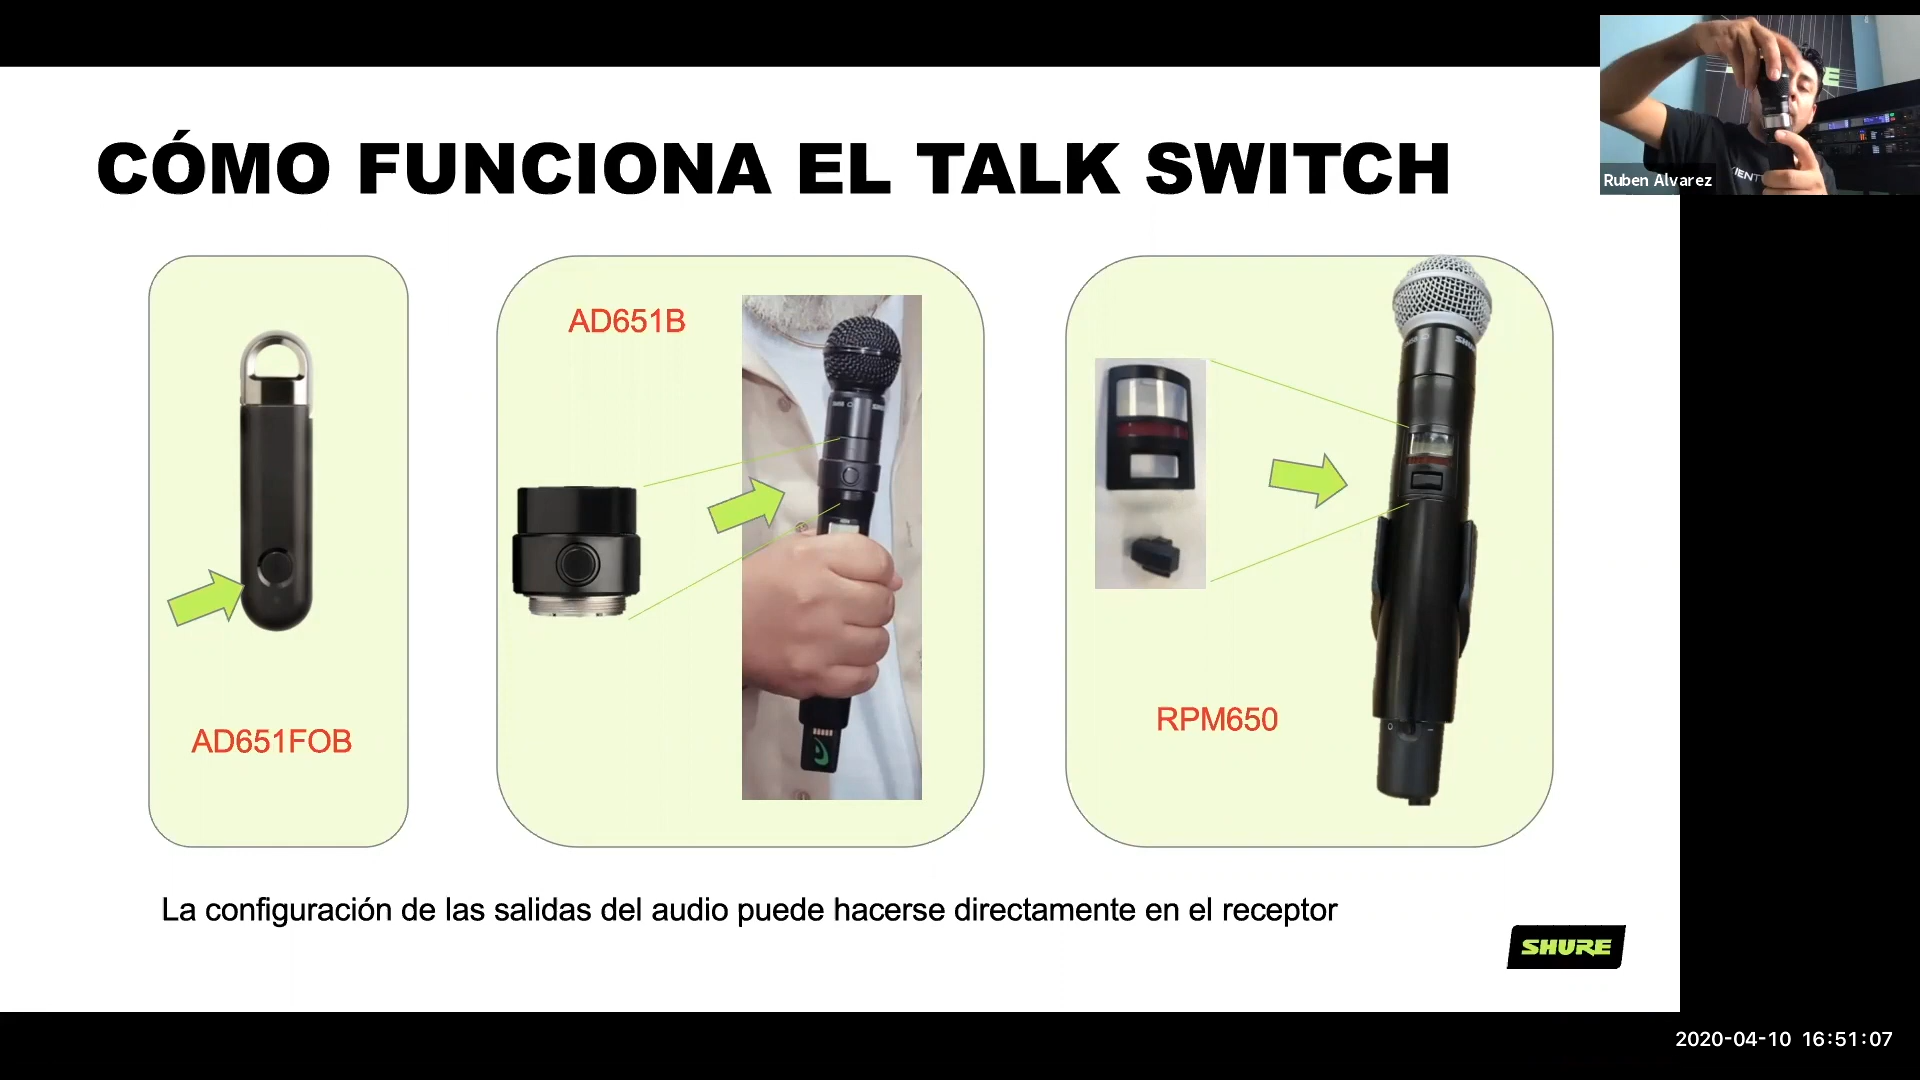 CÓMO FUNCIONA EL TALK SWITCH
Ruben Alvarez
AD651B
AD651FOB
RPM650
La configuración de las salidas del audio puede hacerse directamente en el receptor
SHURE
2020-04-10 16:51:07